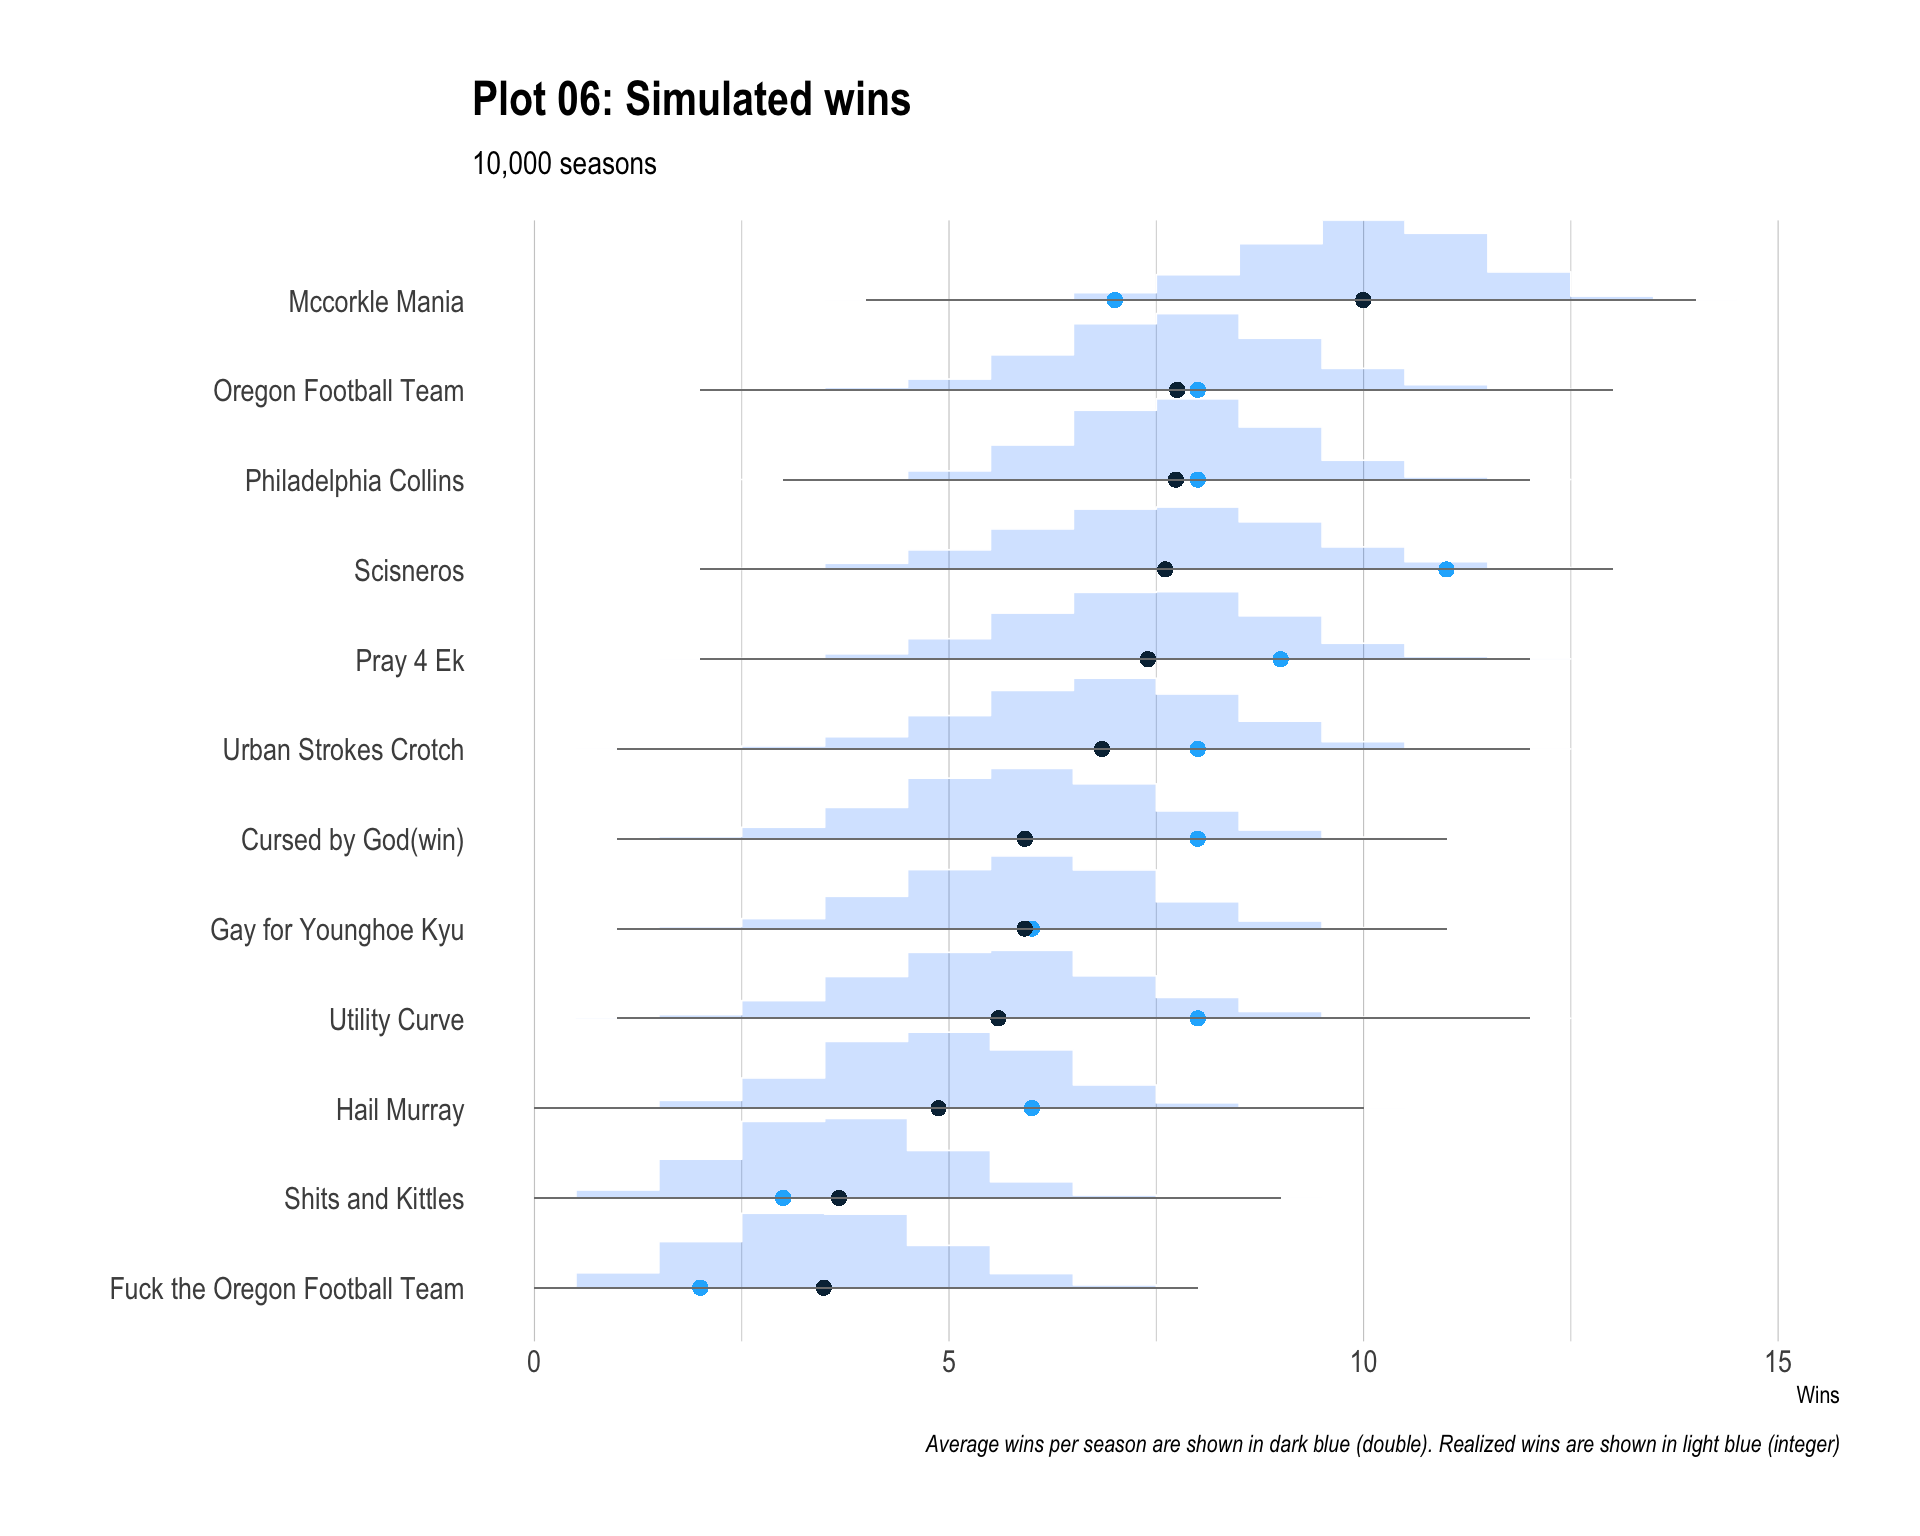 Plot 06: Simulated wins
10,000 seasons
Mccorkle Mania
Oregon Football Team
Philadelphia Collins
Scisneros
Pray 4 Ek
Urban Strokes Crotch
Cursed by God(win)
Gay for Younghoe Kyu
Utility Curve
Hail Murray
Shits and Kittles
Fuck the Oregon Football Team
0 5 10 15
Wins
Average wins per season are shown in dark blue (double). Realized wins are shown in light blue (integer)